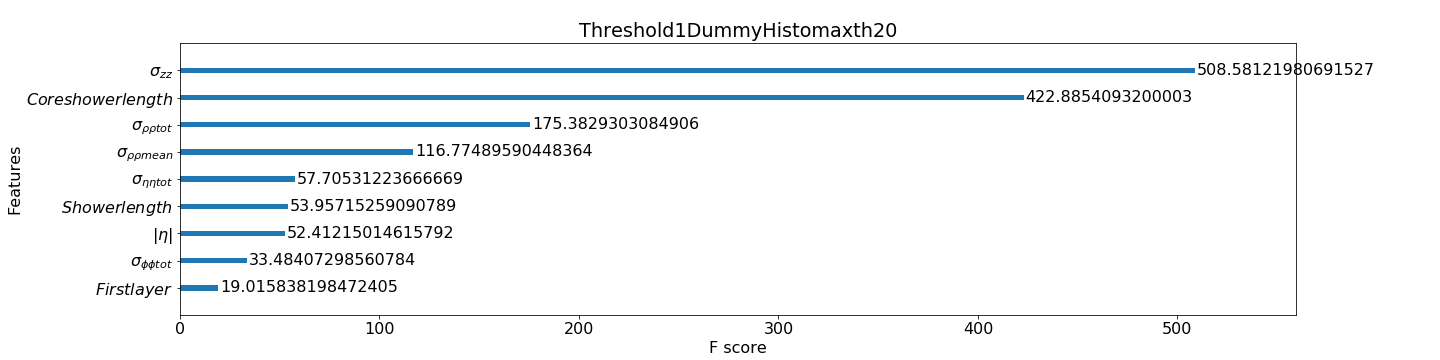 Threshold1DummyHistomaxth20
σzz 508.58121980691527
Coreshowerlength 422.8854093200003
σρρtot 175.3829303084906
σρρmean 116.77489590448364
σηηtot 57.70531223666669
Showerlength 53.95715259090789
|η| 52.41215014615792
σϕϕtot 33.48407298560784
Firstlayer 19.015838198472405
0 100 200 300 400 500
F score
Features